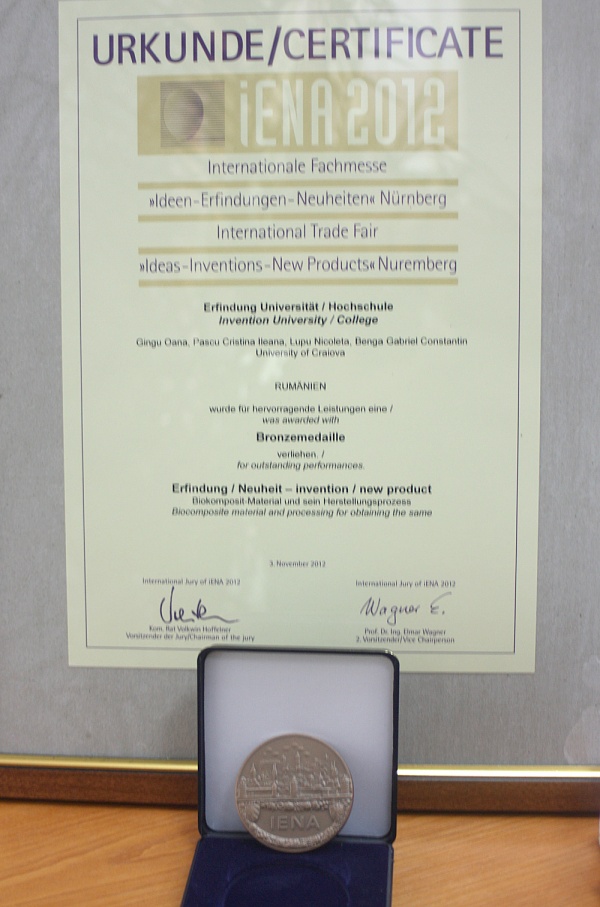 URKUNDE/CERTIFICATE
iENA 2012
Internationale Fachmesse
»Ideen-Erfindungen-Neuheiten« Nürnberg
International Trade Fair
»Ideas-Inventions-New Products« Nuremberg
Erfindung Universität / Hochschule
Invention University / College
Gingu Oana, Pascu Cristina Ileana, Lupu Nicoleta, Benga Gabriel Constantin
University of Craiova
RUMÄNIEN
wurde für hervorragende Leistungen eine /
was awarded with
Bronzemedaille
verliehen. /
for outstanding performances.
Erfindung / Neuheit – invention / new product
Biokomposit-Material und sein Herstellungsprozess
Biocomposite material and processing for obtaining the same
3. November 2012
International Jury of iENA 2012
International Jury of iENA 2012
Wagner E.
Kom. Rat Volkwin Hoffelner
Vorsitzender der Jury/Chairman of the jury
Prof. Dr. Ing. Elmar Wagner
2. Vorsitzender/Vice Chairperson
IENA